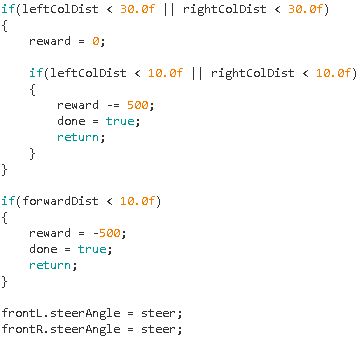 if(leftColDist < 30.0f || rightColDist < 30.0f)
{
    reward = 0;

    if(leftColDist < 10.0f || rightColDist < 10.0f)
    {
        reward -= 500;
        done = true;
        return;
    }
}

if(forwardDist < 10.0f)
{
    reward = -500;
    done = true;
    return;
}

frontL.steerAngle = steer;
frontR.steerAngle = steer;